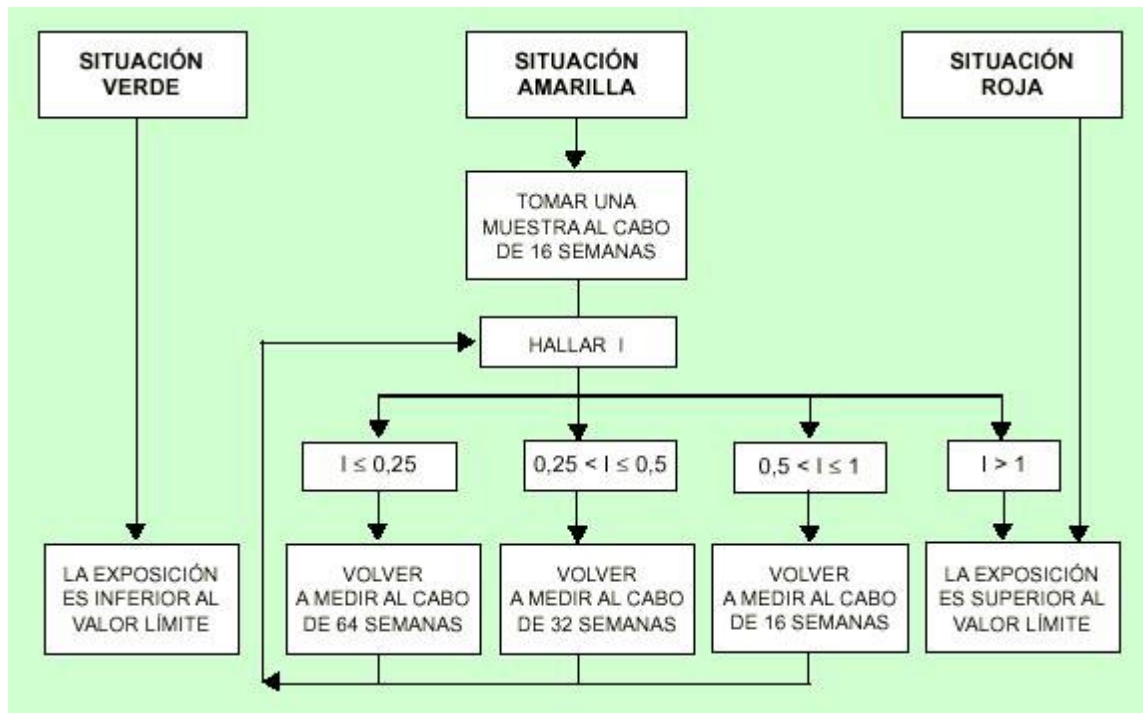 SITUACIÓN
VERDE
SITUACIÓN
AMARILLA
SITUACIÓN
ROJA
TOMAR UNA
MUESTRA AL CABO
DE 16 SEMANAS
HALLAR I
I ≤ 0,25
0,25 < I ≤ 0,5
0,5 < I ≤ 1
I > 1
LA EXPOSICIÓN
ES INFERIOR AL
VALOR LÍMITE
VOLVER
A MEDIR AL CABO
DE 64 SEMANAS
VOLVER
A MEDIR AL CABO
DE 32 SEMANAS
VOLVER
A MEDIR AL CABO
DE 16 SEMANAS
LA EXPOSICIÓN
ES SUPERIOR AL
VALOR LÍMITE